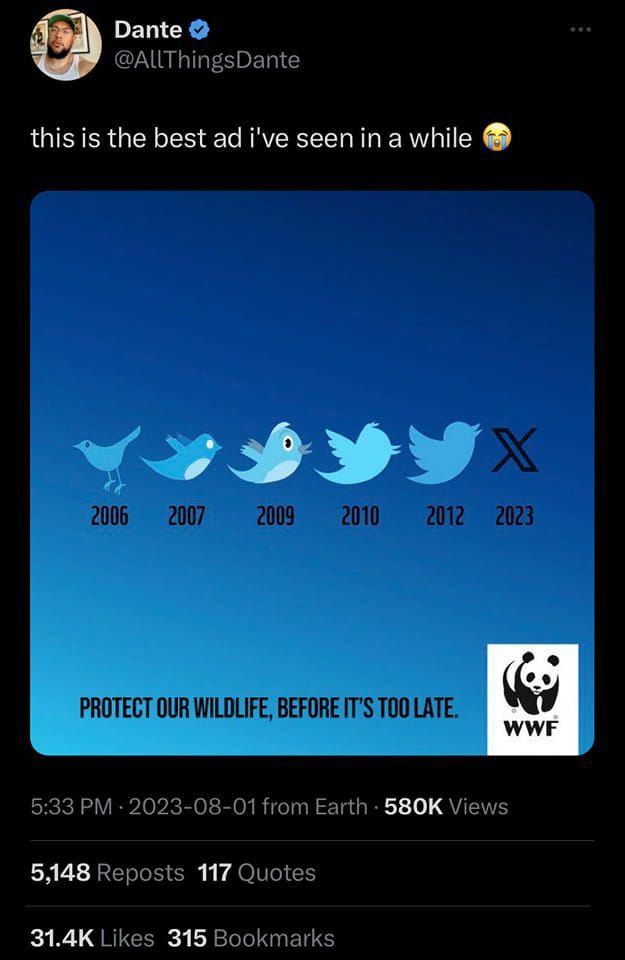 Dante
@AllThingsDante
this is the best ad i've seen in a while 😭
2006 2007 2009 2010 2012 2023
PROTECT OUR WILDLIFE, BEFORE IT'S TOO LATE.
WWF
5:33 PM · 2023-08-01 from Earth · 580K Views
5,148 Reposts 117 Quotes
31.4K Likes 315 Bookmarks